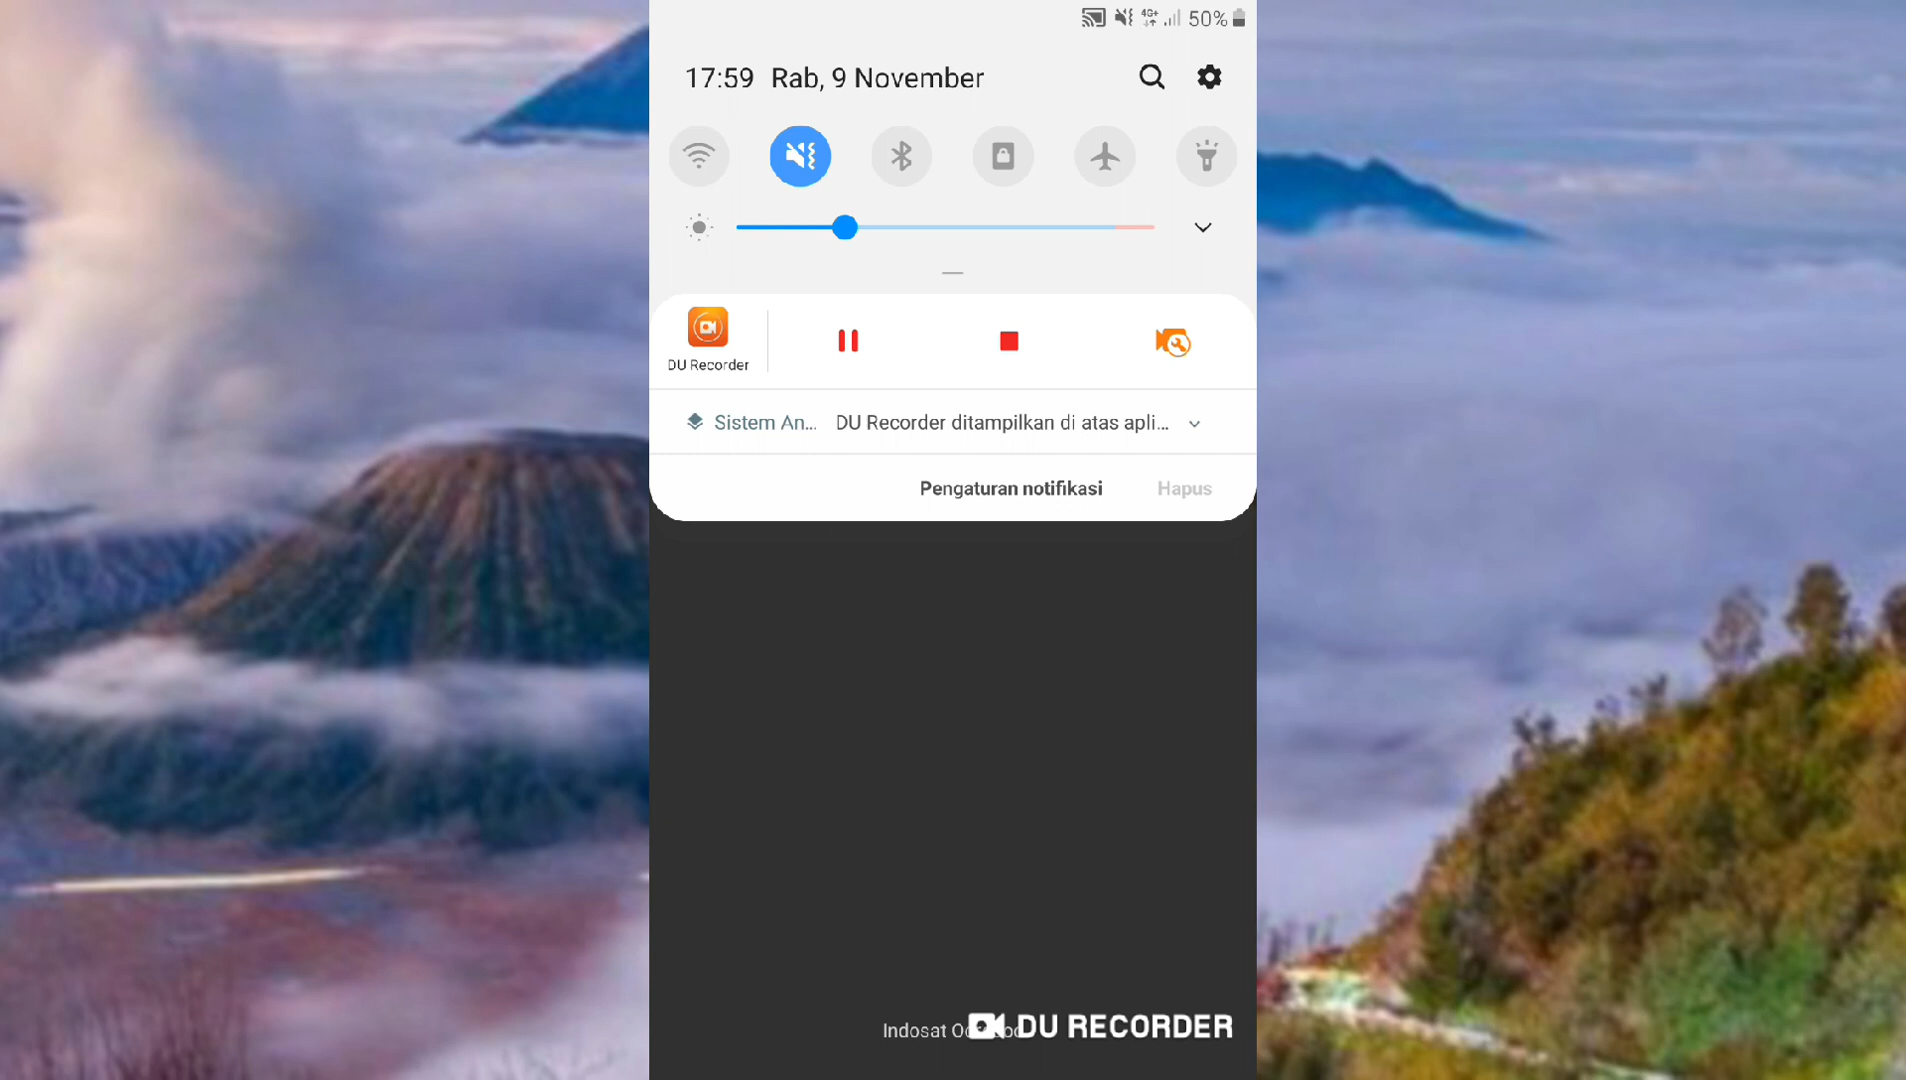 4G+ 50%
17:59 Rab, 9 November
DU Recorder
Sistem An... DU Recorder ditampilkan di atas apli...
Pengaturan notifikasi Hapus
Indosat
DU RECORDER